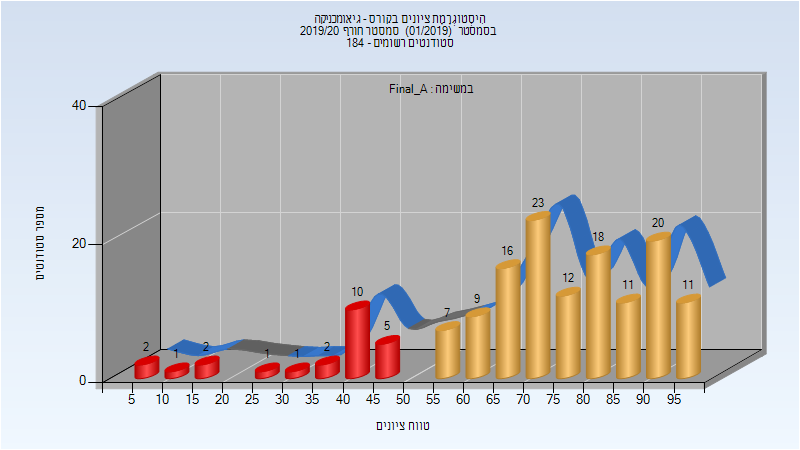 היסטוגרמת ציונים בקורס - גיאומכניקה
בסמסטר (01/2019) סמסטר חורף 2019/20
סטודנטים רשומים - 184
במשימה : Final_A
מספר סטודנטים
40
20
0
2 1 2 1 1 2 10 5 7 9 16 23 12 18 11 20 11
5 10 15 20 25 30 35 40 45 50 55 60 65 70 75 80 85 90 95
טווח ציונים